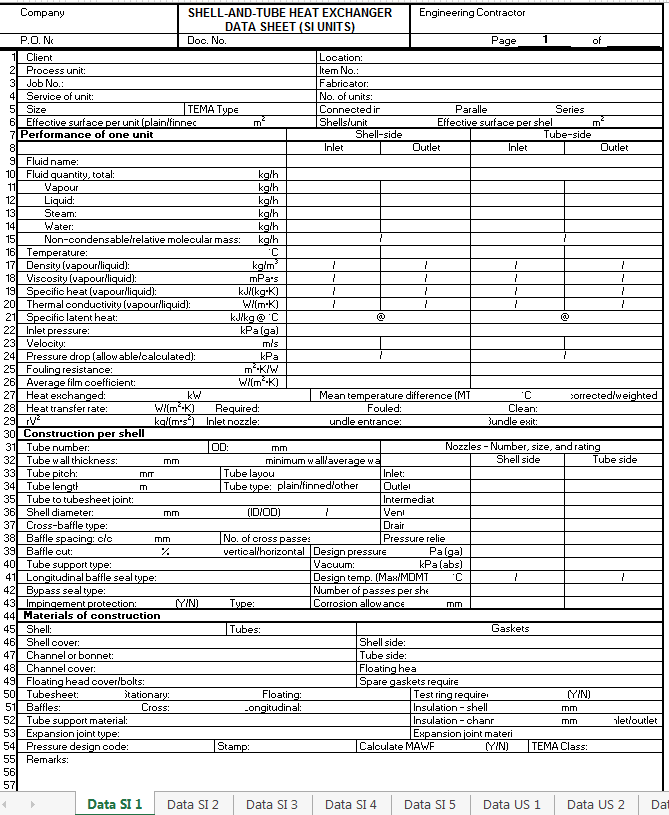 Company SHELL-AND-TUBE HEAT EXCHANGER Engineering Contractor
DATA SHEET (SI UNITS)
P.O. No Doc. No. Page 1 of
1 Client Location:
2 Process unit: Item No.:
3 Job No.: Fabricator:
4 Service of unit: No. of units:
5 Size TEMA Type Connected in Paralle Series
6 Effective surface per unit (plain/finned m² Shells/unit Effective surface per shel m²
7 Performance of one unit Shell-side Tube-side
8 Inlet Outlet Inlet Outlet
9 Fluid name:
10 Fluid quantity, total: kg/h
11 Vapour kg/h
12 Liquid: kg/h
13 Steam: kg/h
14 Water: kg/h
15 Non-condensable/relative molecular mass: kg/h / /
16 Temperature: °C
17 Density (vapour/liquid): kg/m³ / / / /
18 Viscosity (vapour/liquid): mPa·s / / / /
19 Specific heat (vapour/liquid): kJ/(kg·K) / / / /
20 Thermal conductivity (vapour/liquid): W/(m·K) / / / /
21 Specific latent heat: kJ/kg @ °C @ @
22 Inlet pressure: kPa (ga)
23 Velocity: m/s
24 Pressure drop (allowable/calculated): kPa / /
25 Fouling resistance: m²·K/W
26 Average film coefficient: W/(m²·K)
27 Heat exchanged: kW Mean temperature difference (MT °C corrected/weighted
28 Heat transfer rate: W/(m²·K) Required: Fouled: Clean:
29 rV² kg/(m·s²) Inlet nozzle: undle entrance: Bundle exit:
30 Construction per shell
31 Tube number: OD: mm Nozzles - Number, size, and rating
32 Tube wall thickness: mm minimum wall/average wa Shell side Tube side
33 Tube pitch: mm Tube layou Inlet:
34 Tube length m Tube type: plain/finned/other Outlet
35 Tube to tubesheet joint: Intermediat
36 Shell diameter: mm (ID/OD) / Vent
37 Cross-baffle type: Drair
38 Baffle spacing: c/c mm No. of cross passes Pressure relie
39 Baffle cut: % vertical/horizontal Design pressure Pa (ga)
40 Tube support type: Vacuum: kPa (abs)
41 Longitudinal baffle seal type: Design temp. (Max/MDMT °C / /
42 Bypass seal type: Number of passes per she
43 Impingement protection: (Y/N) Type: Corrosion allowance mm
44 Materials of construction
45 Shell: Tubes: Gaskets
46 Shell cover: Shell side:
47 Channel or bonnet: Tube side:
48 Channel cover: Floating hea
49 Floating head cover/bolts: Spare gaskets require
50 Tubesheet: Stationary: Floating: Test ring require (Y/N)
51 Baffles: Cross: Longitudinal: Insulation - shell mm
52 Tube support material: Insulation - chanr mm nlet/outlet
53 Expansion joint type: Expansion joint materi
54 Pressure design code: Stamp: Calculate MAWF (Y/N) TEMA Class:
55 Remarks:
56
57
Data SI 1 Data SI 2 Data SI 3 Data SI 4 Data SI 5 Data US 1 Data US 2 Dat